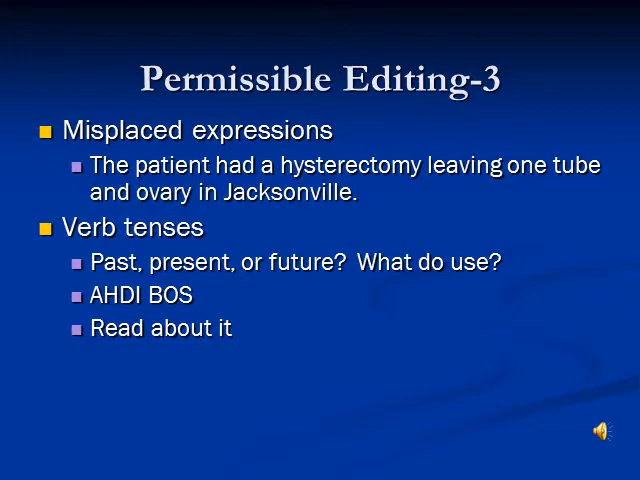 Permissible Editing-3
Misplaced expressions
The patient had a hysterectomy leaving one tube
and ovary in Jacksonville.
Verb tenses
Past, present, or future? What do use?
AHDI BOS
Read about it